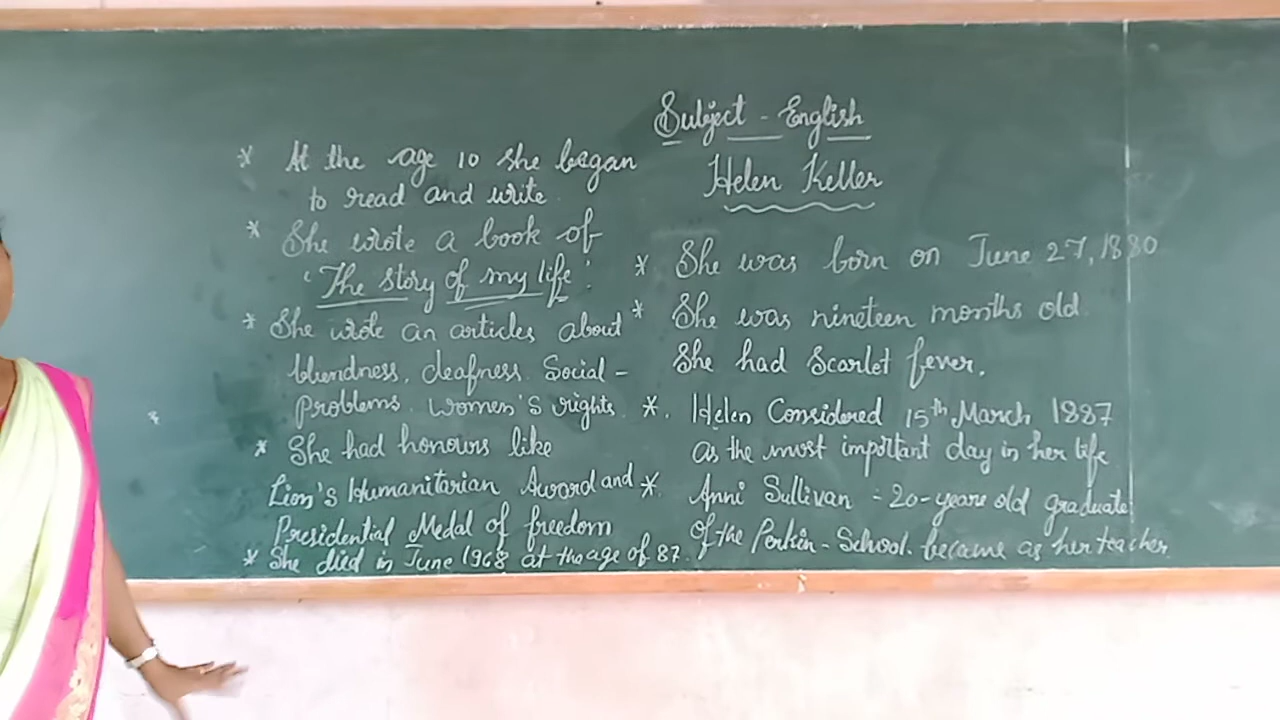 Subject - English
Helen Keller
* She was born on June 27, 1880
* She was nineteen months old
She had Scarlet fever.
*. Helen Considered 15th March 1887
as the most important day in her life
*. Anni Sullivan = 20-years old graduate
of the Perkin - School. became as her teacher
* At the age 10 she began
to read and write
* She wrote a book of
'The story of my life'.
* She wrote an articles about
blindness, deafness. Social -
Problems. Women's rights.
* She had honours like
Lion's Humanitarian Award and
Presidential Medal of freedom
* She died in June 1968 at the age of 87.